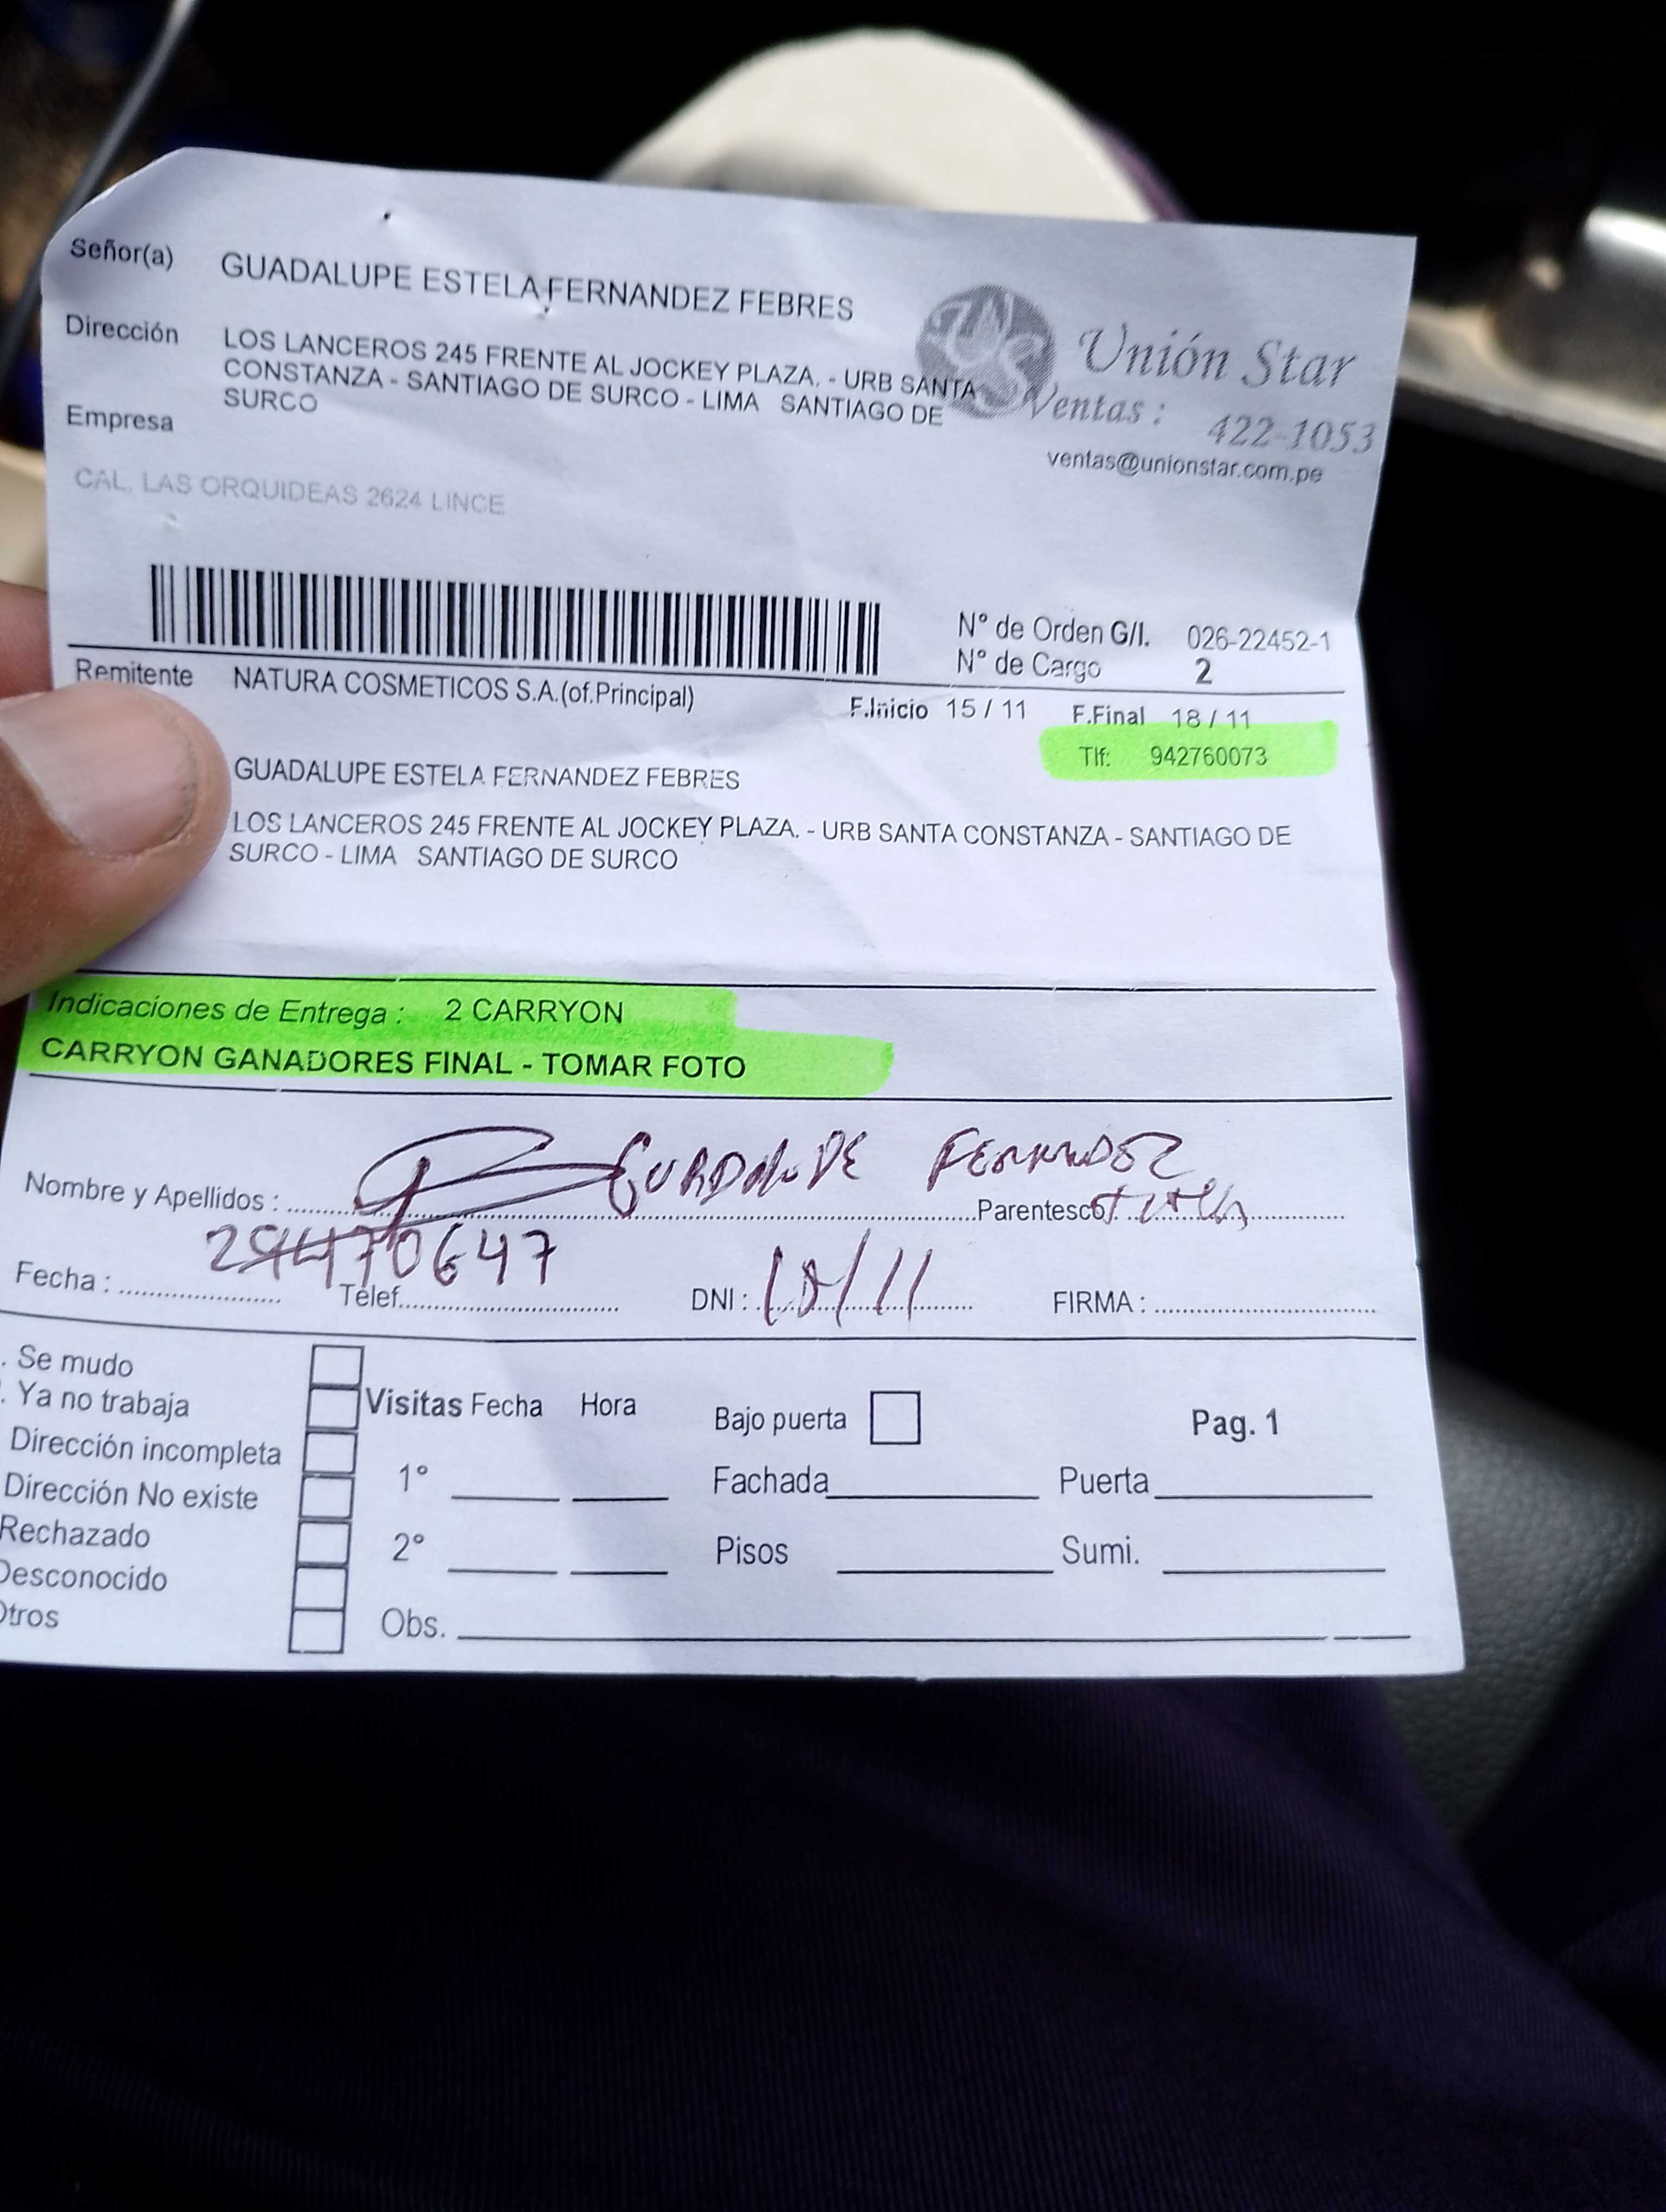 Señor(a) GUADALUPE ESTELA FERNANDEZ FEBRES
Dirección LOS LANCEROS 245 FRENTE AL JOCKEY PLAZA. - URB SANTA
CONSTANZA - SANTIAGO DE SURCO - LIMA SANTIAGO DE
SURCO
Unión Star
Ventas : 422-1053
ventas@unionstar.com.pe
Empresa
CAL. LAS ORQUIDEAS 2624 LINCE
N° de Orden G/I. 026-22452-1
N° de Cargo 2
Remitente NATURA COSMETICOS S.A.(of.Principal)
F.Inicio 15 / 11 F.Final 18 / 11
Tlf: 942760073
GUADALUPE ESTELA FERNANDEZ FEBRES
LOS LANCEROS 245 FRENTE AL JOCKEY PLAZA. - URB SANTA CONSTANZA - SANTIAGO DE
SURCO - LIMA SANTIAGO DE SURCO
Indicaciones de Entrega : 2 CARRYON
CARRYON GANADORES FINAL - TOMAR FOTO
GUADALUPE FERNANDEZ
Nombre y Apellidos : Parentesco
Fecha : Telef. DNI : FIRMA :
. Se mudo
. Ya no trabaja
Dirección incompleta
Dirección No existe
Rechazado
Desconocido
Otros
Visitas Fecha Hora
1°
2°
Obs.
Bajo puerta
Pag. 1
Fachada Puerta
Pisos Sumi.